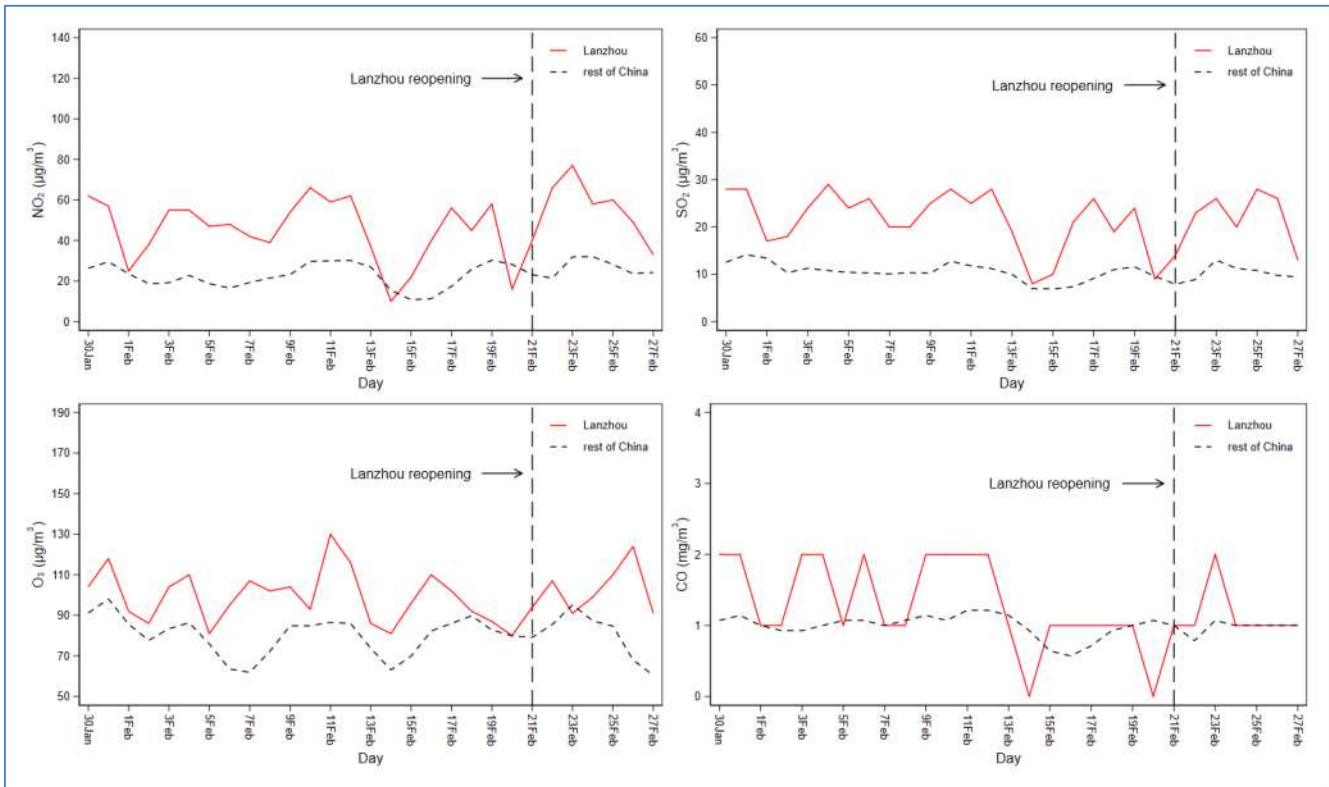 140
120
100
80
60
40
20
0
NO₂ (µg/m³)
Lanzhou
rest of China
Lanzhou reopening
30Jan
1Feb
3Feb
5Feb
7Feb
9Feb
11Feb
13Feb
15Feb
17Feb
19Feb
21Feb
23Feb
25Feb
27Feb
Day
60
50
40
30
20
10
0
SO₂ (µg/m³)
Lanzhou
rest of China
Lanzhou reopening
30Jan
1Feb
3Feb
5Feb
7Feb
9Feb
11Feb
13Feb
15Feb
17Feb
19Feb
21Feb
23Feb
25Feb
27Feb
Day
190
170
150
130
110
90
70
50
O₃ (µg/m³)
Lanzhou
rest of China
Lanzhou reopening
30Jan
1Feb
3Feb
5Feb
7Feb
9Feb
11Feb
13Feb
15Feb
17Feb
19Feb
21Feb
23Feb
25Feb
27Feb
Day
4
3
2
1
0
CO (mg/m³)
Lanzhou
rest of China
Lanzhou reopening
30Jan
1Feb
3Feb
5Feb
7Feb
9Feb
11Feb
13Feb
15Feb
17Feb
19Feb
21Feb
23Feb
25Feb
27Feb
Day